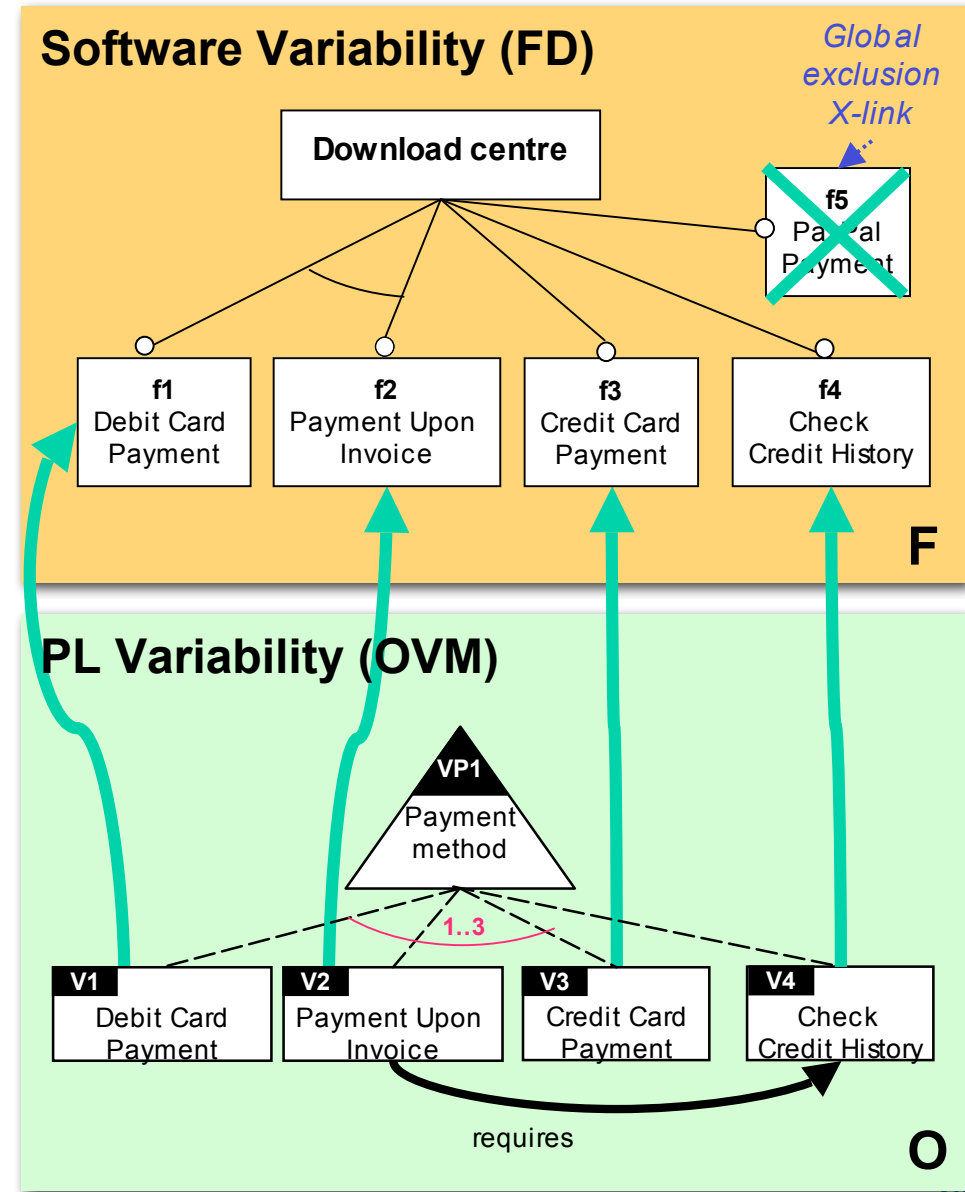 Software Variability (FD)
Global
exclusion
X-link
Download centre
f5
PayPal
Payment
f1
Debit Card
Payment
f2
Payment Upon
Invoice
f3
Credit Card
Payment
f4
Check
Credit History
F
PL Variability (OVM)
VP1
Payment
method
1..3
V1
Debit Card
Payment
V2
Payment Upon
Invoice
V3
Credit Card
Payment
V4
Check
Credit History
requires
O